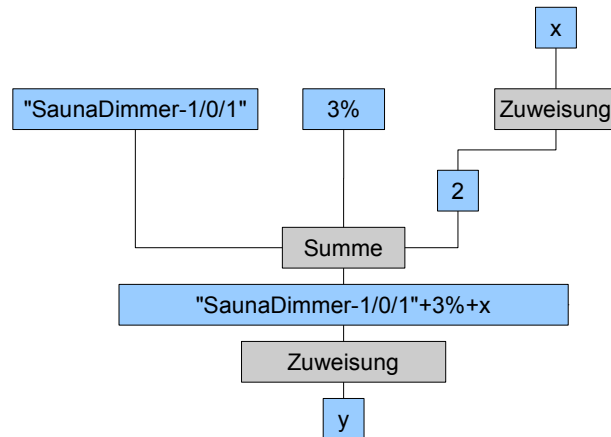 x
"SaunaDimmer-1/0/1"
3%
Zuweisung
2
Summe
"SaunaDimmer-1/0/1"+3%+x
Zuweisung
y